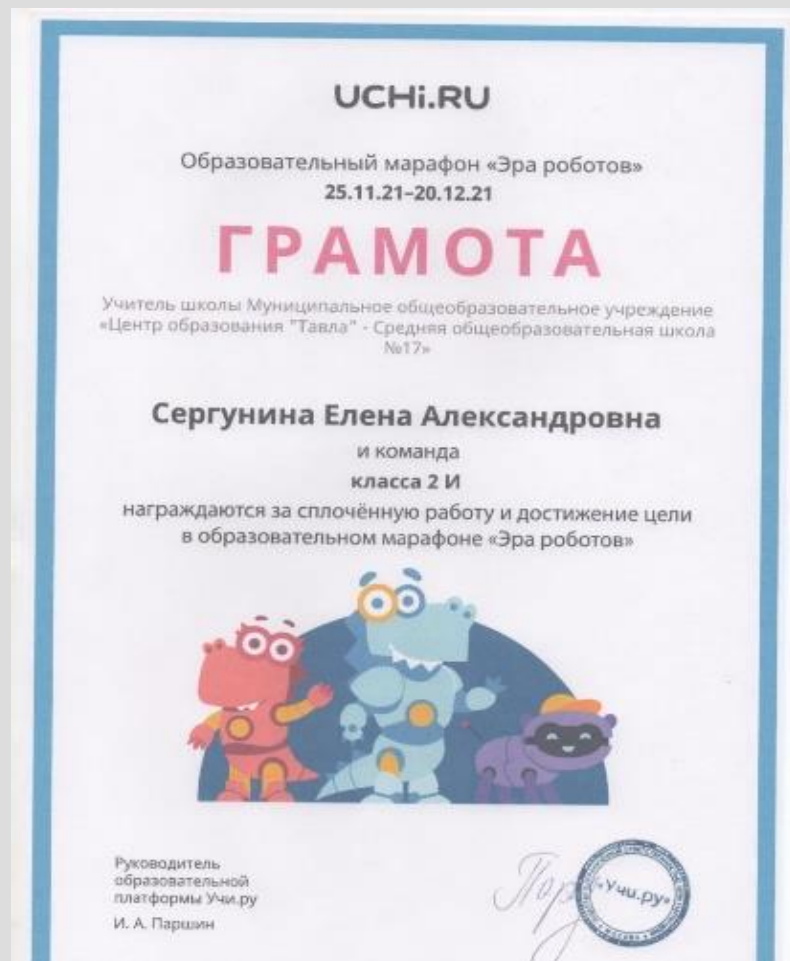 UCHi.RU
Образовательный марафон «Эра роботов»
25.11.21–20.12.21
ГРАМОТА
Учитель школы Муниципальное общеобразовательное учреждение
«Центр образования "Тавла" - Средняя общеобразовательная школа
№17»
Сергунина Елена Александровна
и команда
класса 2 И
награждаются за сплочённую работу и достижение цели
в образовательном марафоне «Эра роботов»
Руководитель
образовательной
платформы Учи.ру
И. А. Паршин
«Учи.ру»